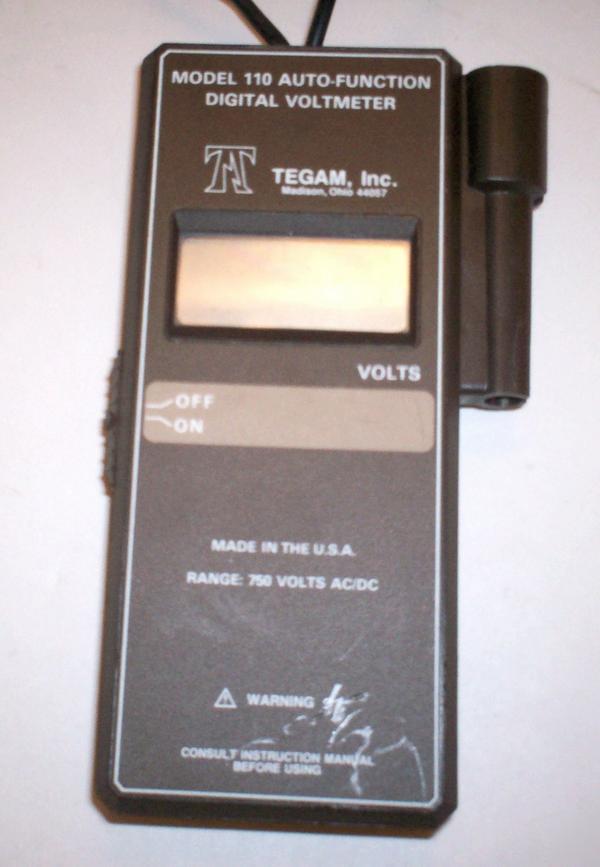 MODEL 110 AUTO-FUNCTION
DIGITAL VOLTMETER
TEGAM, Inc.
Madison, Ohio 44057
VOLTS
OFF
ON
MADE IN THE U.S.A.
RANGE: 750 VOLTS AC/DC
WARNING
CONSULT INSTRUCTION MANUAL
BEFORE USING